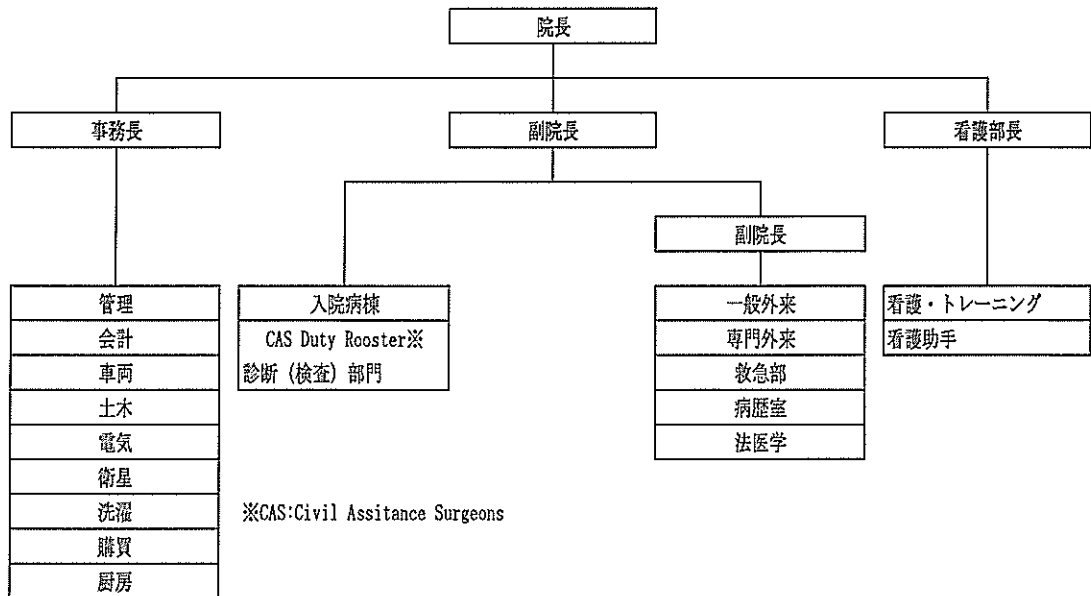 院長
事務長
副院長
看護部長
副院長
管理
会計
車両
土木
電気
衛星
洗濯
購買
厨房
入院病棟
CAS Duty Rooster※
診断（検査）部門
一般外来
専門外来
救急部
病歴室
法医学
看護・トレーニング
看護助手
※CAS:Civil Assitance Surgeons